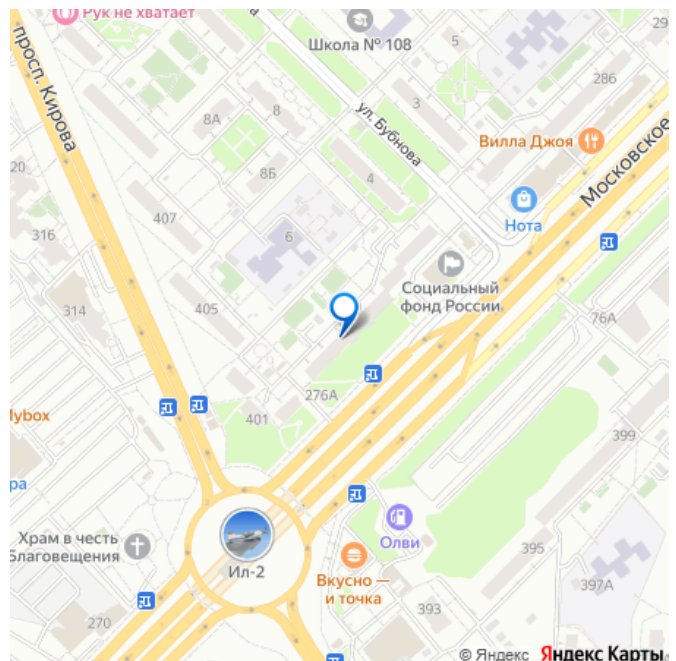 Рук не хватает
Школа № 108
5
29
286
просп. Кирова
8А
8
3
ул. Бубнова
Вилла Джоя
Московское
20
8Б
4
407
Нота
316
6
Социальный
фонд России
314
405
76А
276А
401
Mybox
399
ра
Олви
Храм в честь
Благовещения
Ил-2
Вкусно —
и точка
395
397А
270
393
© Яндекс Яндекс Карты